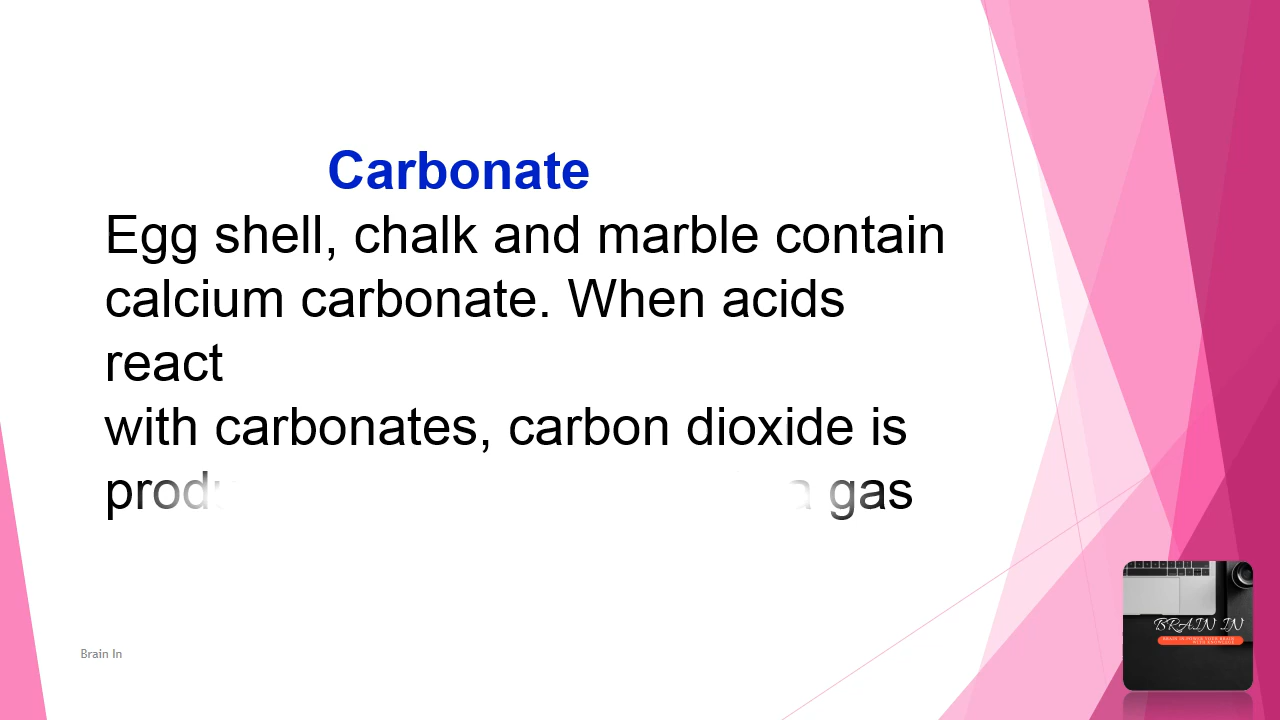 Carbonate
Egg shell, chalk and marble contain
calcium carbonate. When acids
react
with carbonates, carbon dioxide is
a gas
Brain In
BRAIN IN